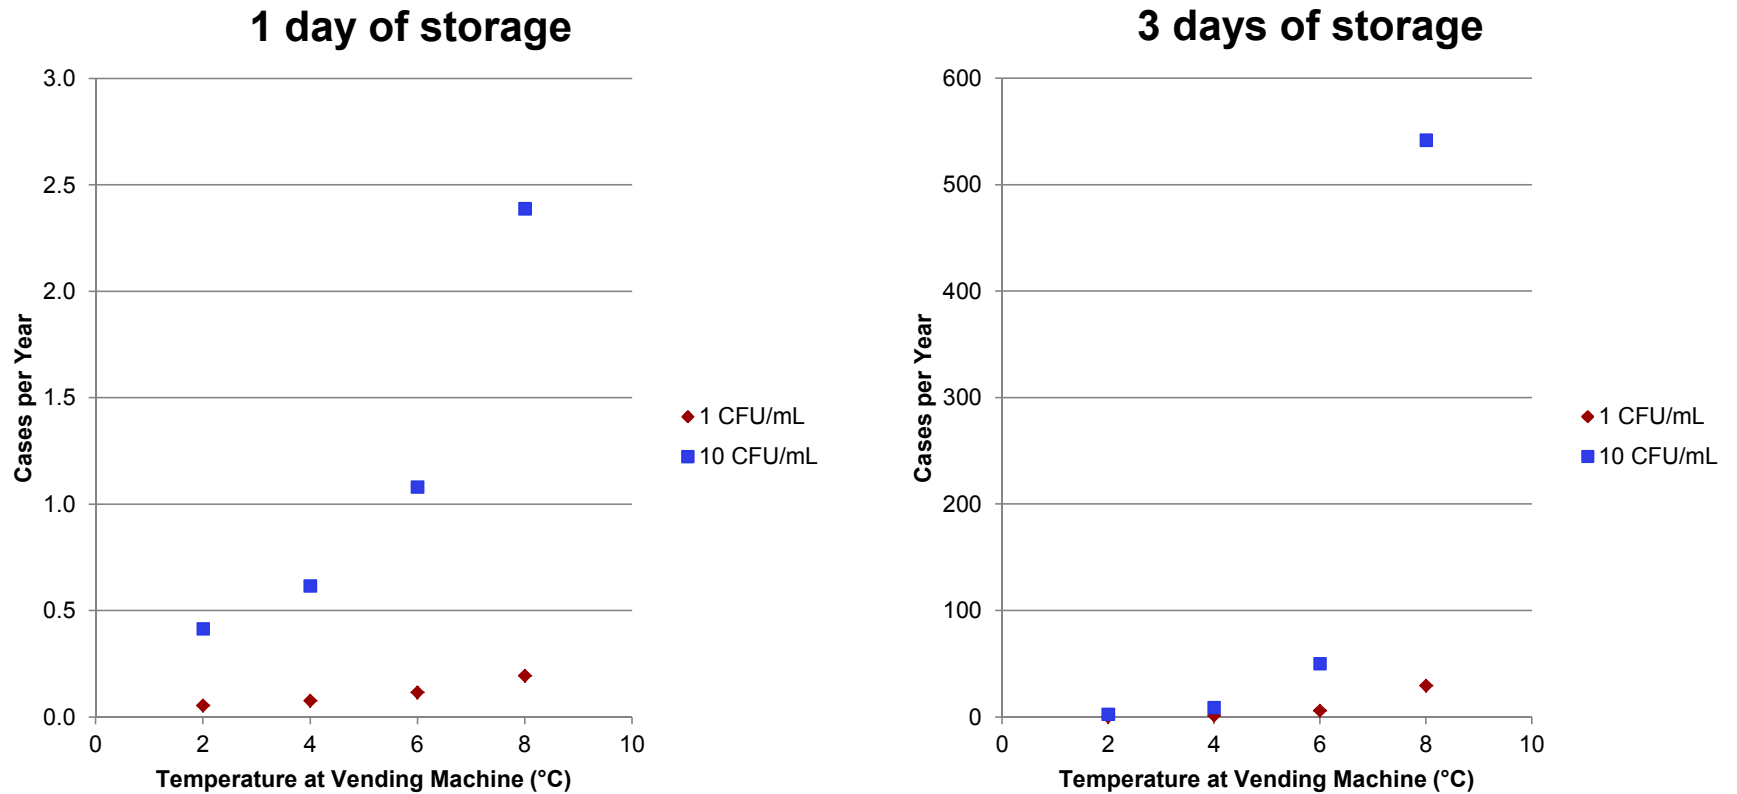 1 day of storage
3.0
2.5
2.0
1.5
1.0
0.5
0.0
0 2 4 6 8 10
Cases per Year
Temperature at Vending Machine (°C)
1 CFU/mL
10 CFU/mL
3 days of storage
600
500
400
300
200
100
0
0 2 4 6 8 10
Cases per Year
Temperature at Vending Machine (°C)
1 CFU/mL
10 CFU/mL